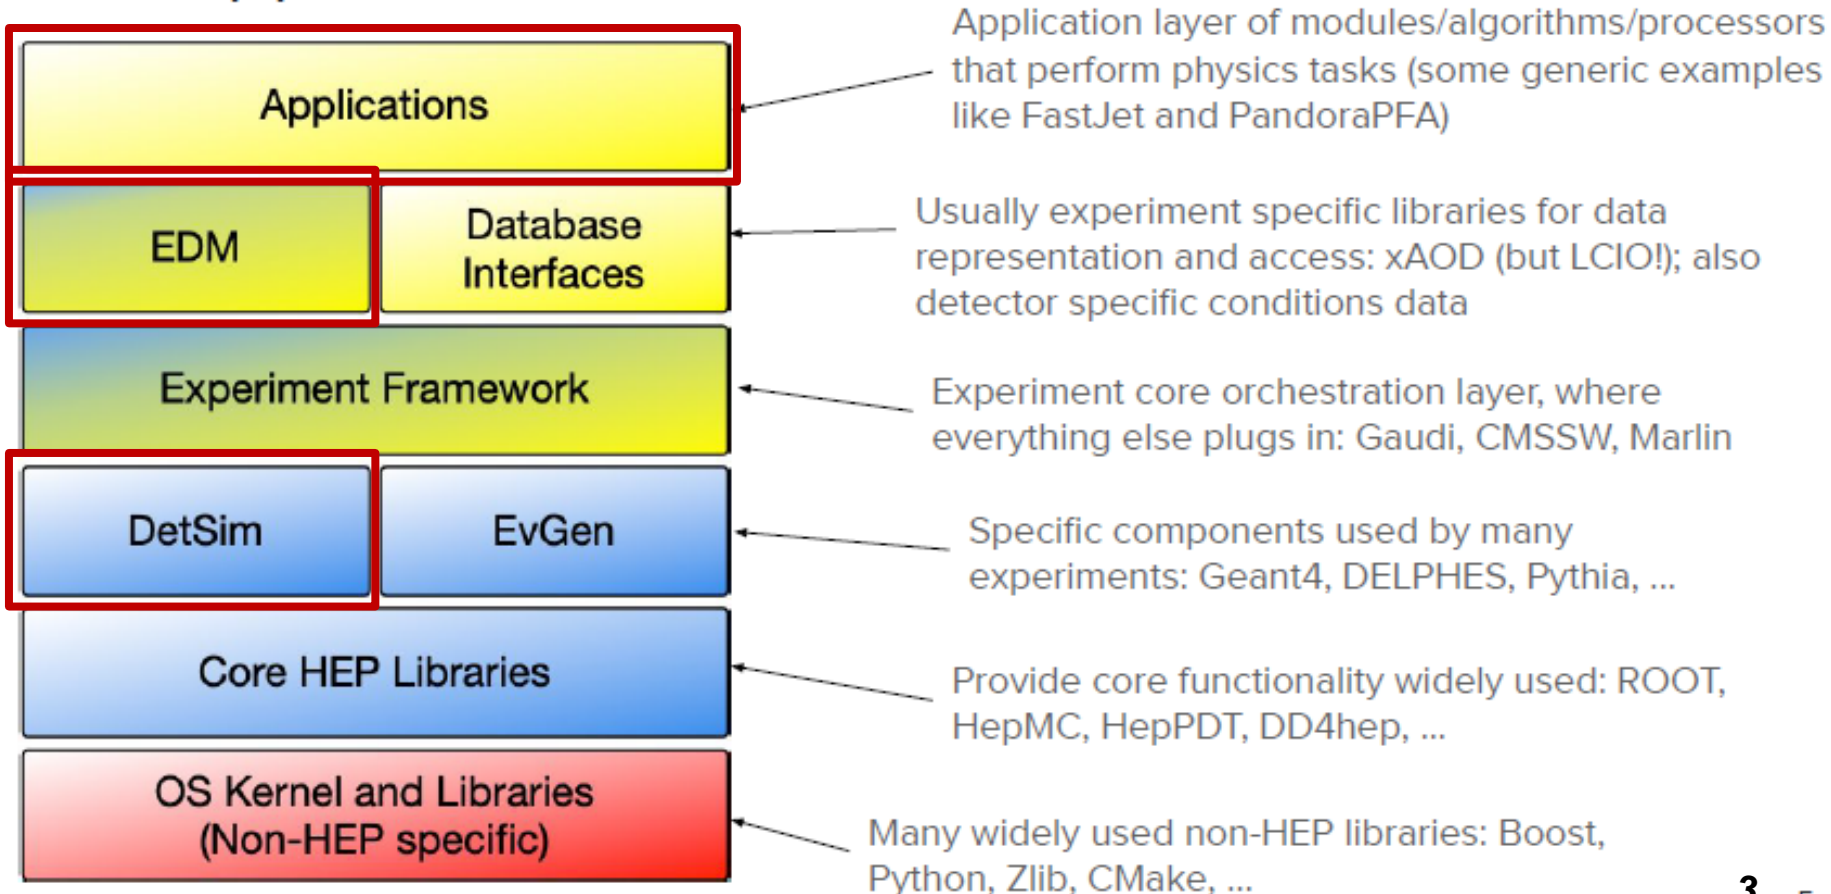 Applications
Application layer of modules/algorithms/processors
that perform physics tasks (some generic examples
like FastJet and PandoraPFA)
EDM
Database
Interfaces
Usually experiment specific libraries for data
representation and access: xAOD (but LCIO!); also
detector specific conditions data
Experiment Framework
Experiment core orchestration layer, where
everything else plugs in: Gaudi, CMSSW, Marlin
DetSim
EvGen
Specific components used by many
experiments: Geant4, DELPHES, Pythia, ...
Core HEP Libraries
Provide core functionality widely used: ROOT,
HepMC, HepPDT, DD4hep, ...
OS Kernel and Libraries
(Non-HEP specific)
Many widely used non-HEP libraries: Boost,
Python, Zlib, CMake, ...
3